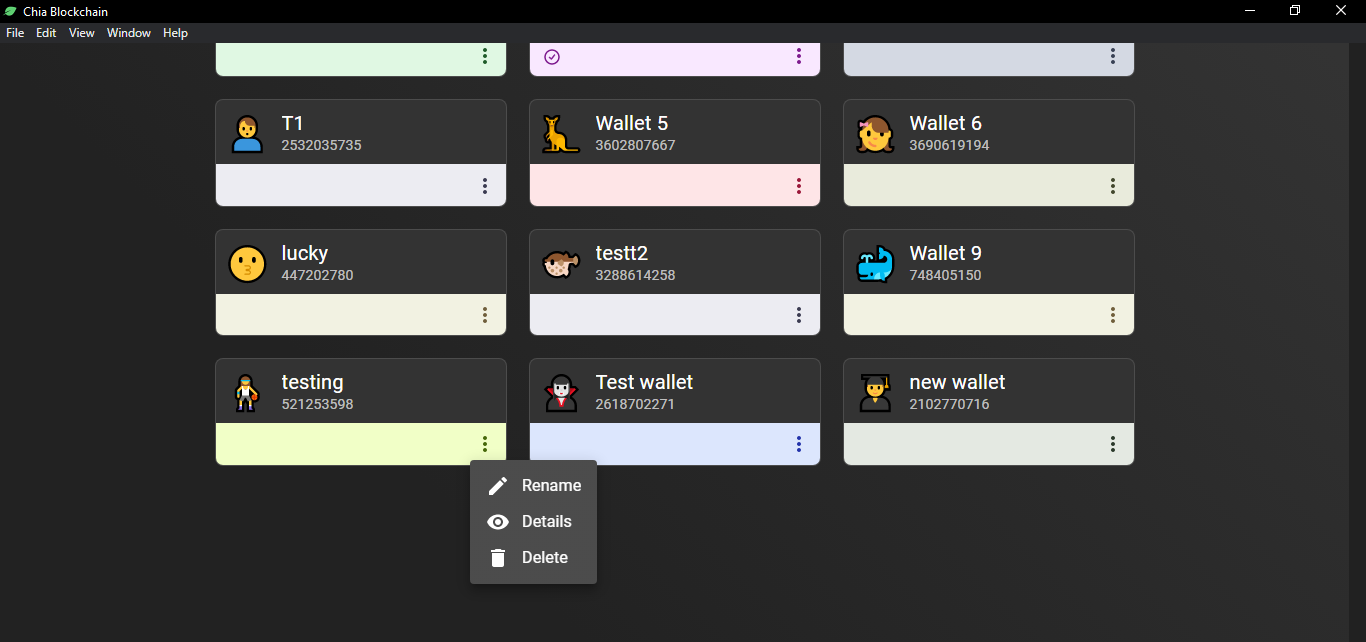 Chia Blockchain
File Edit View Window Help
T1
2532035735
Wallet 5
3602807667
Wallet 6
3690619194
lucky
447202780
testt2
3288614258
Wallet 9
748405150
testing
521253598
Test wallet
2618702271
new wallet
2102770716
Rename
Details
Delete